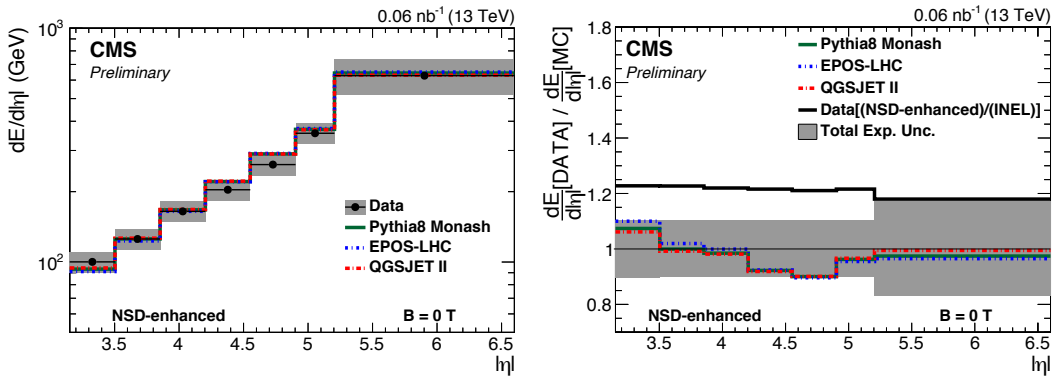 0.06 nb⁻¹ (13 TeV)
CMS
Preliminary
dE/d|η| (GeV)
10³
10²
Data
Pythia8 Monash
EPOS-LHC
QGSJET II
NSD-enhanced
B = 0 T
3.5 4 4.5 5 5.5 6 6.5
|η|
0.06 nb⁻¹ (13 TeV)
CMS
Preliminary
dE/d|η|[DATA] / dE/d|η|[MC]
1.8
1.6
1.4
1.2
1
0.8
Pythia8 Monash
EPOS-LHC
QGSJET II
Data[(NSD-enhanced)/(INEL)]
Total Exp. Unc.
NSD-enhanced
B = 0 T
3.5 4 4.5 5 5.5 6 6.5
|η|